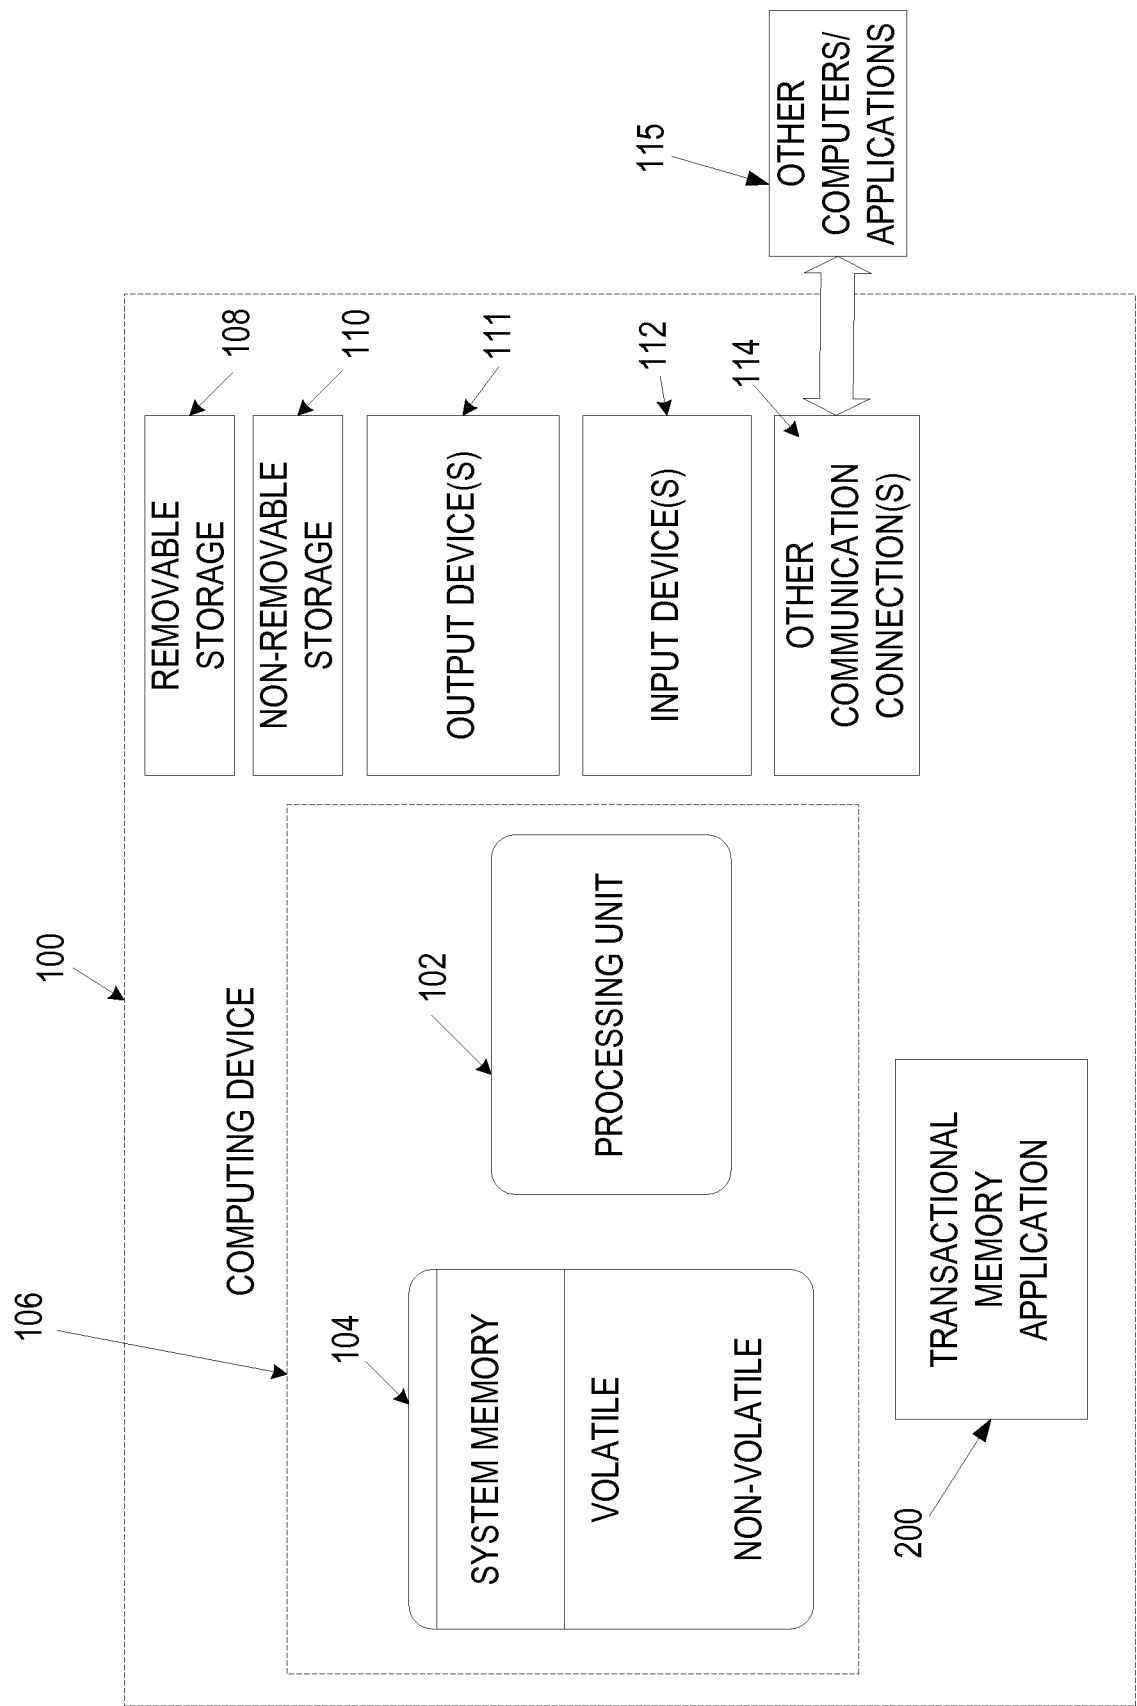 100
COMPUTING DEVICE
106
104
SYSTEM MEMORY
VOLATILE
NON-VOLATILE
102
PROCESSING UNIT
REMOVABLE
STORAGE
108
NON-REMOVABLE
STORAGE
110
OUTPUT DEVICE(S)
111
INPUT DEVICE(S)
112
OTHER
COMMUNICATION
CONNECTION(S)
114
115
OTHER
COMPUTERS/
APPLICATIONS
TRANSACTIONAL
MEMORY
APPLICATION
200